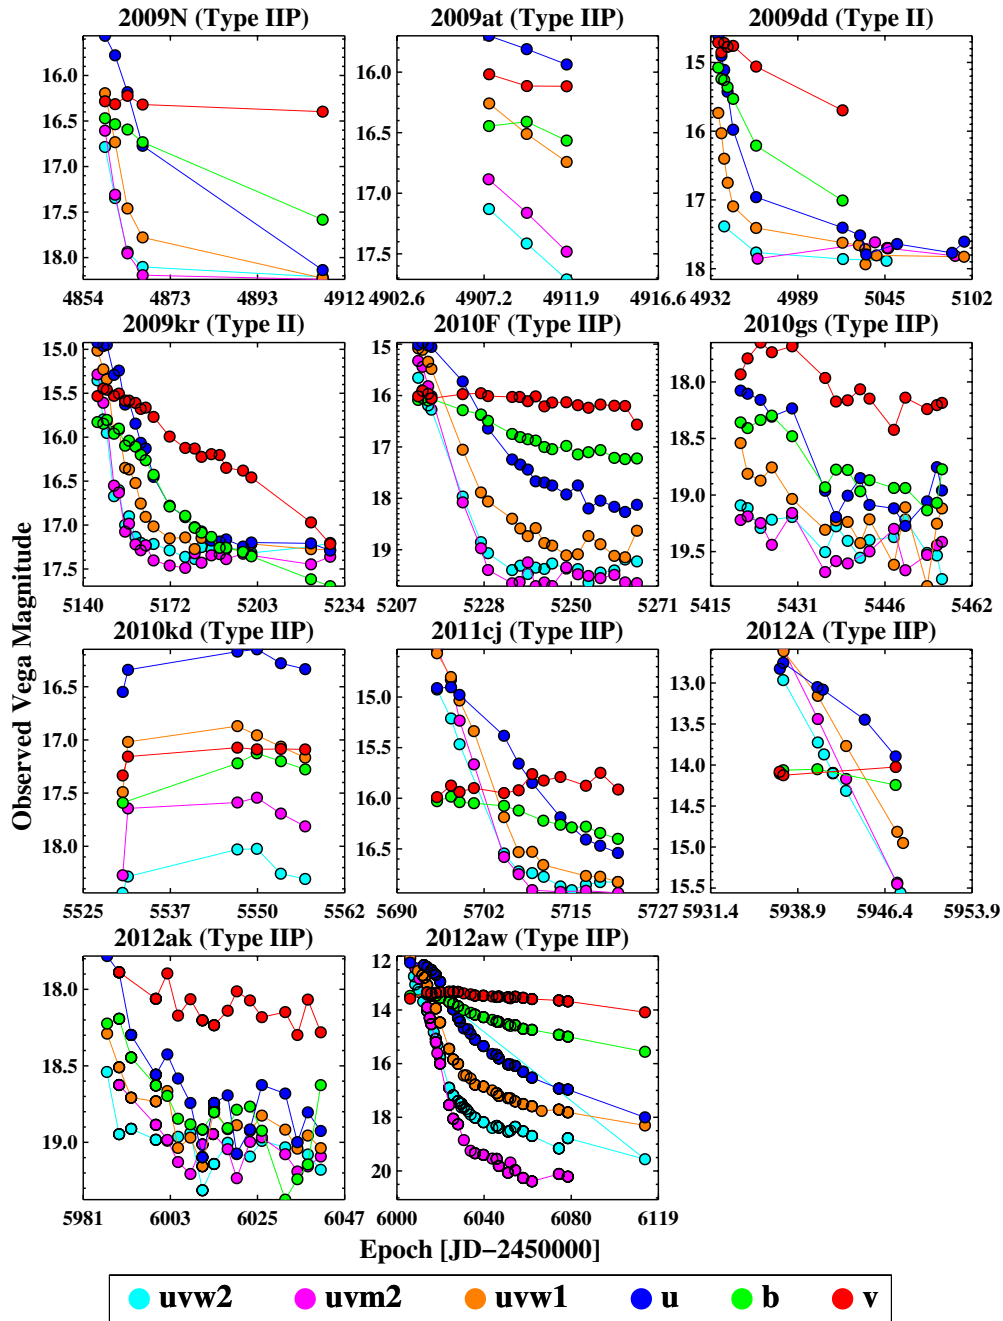 2009N (Type IIP)
2009at (Type IIP)
2009dd (Type II)
16.0
16.5
17.0
17.5
18.0
4854 4873 4893 4912
16.0
16.5
17.0
17.5
4902.6 4907.2 4911.9 4916.6
15
16
17
18
4932 4989 5045 5102
2009kr (Type II)
2010F (Type IIP)
2010gs (Type IIP)
15.0
15.5
16.0
16.5
17.0
17.5
5140 5172 5203 5234
15
16
17
18
19
5207 5228 5250 5271
18.0
18.5
19.0
19.5
5415 5431 5446 5462
Observed Vega Magnitude
2010kd (Type IIP)
2011cj (Type IIP)
2012A (Type IIP)
16.5
17.0
17.5
18.0
5525 5537 5550 5562
15.0
15.5
16.0
16.5
5690 5702 5715 5727
13.0
13.5
14.0
14.5
15.0
15.5
5931.4 5938.9 5946.4 5953.9
2012ak (Type IIP)
2012aw (Type IIP)
18.0
18.5
19.0
5981 6003 6025 6047
12
14
16
18
20
6000 6040 6080 6119
Epoch [JD−2450000]
uvw2 uvm2 uvw1 u b v